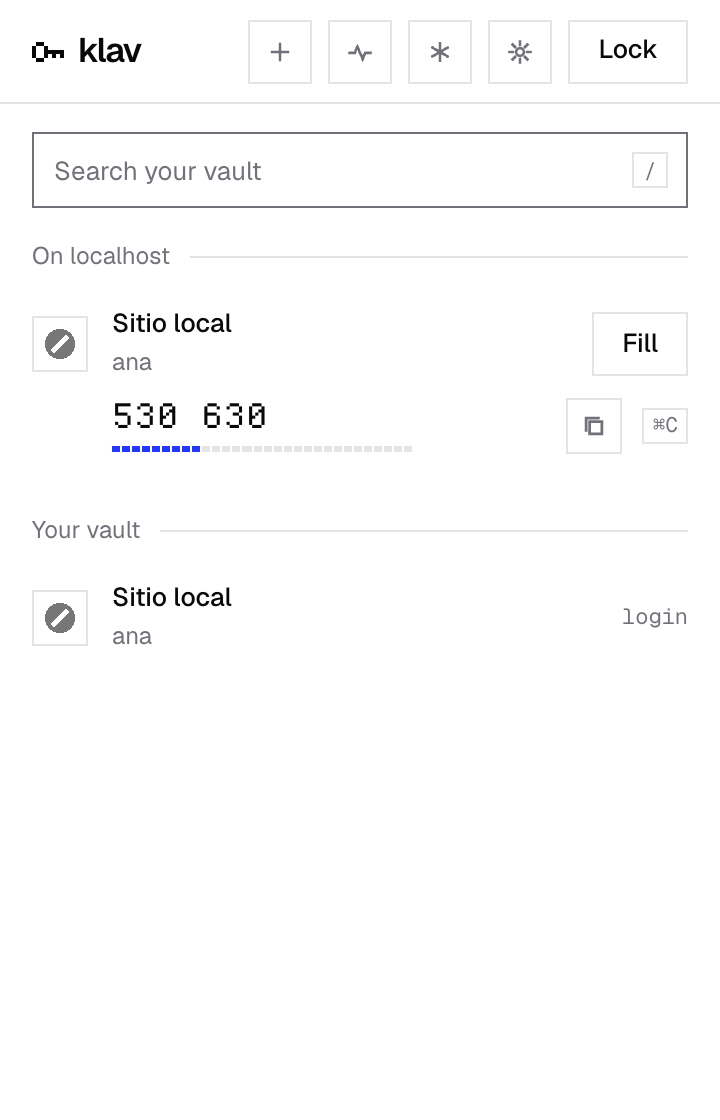 klav
Lock
Search your vault /
On localhost
Sitio local
ana
Fill
530 630
⌘C
Your vault
Sitio local
ana
login